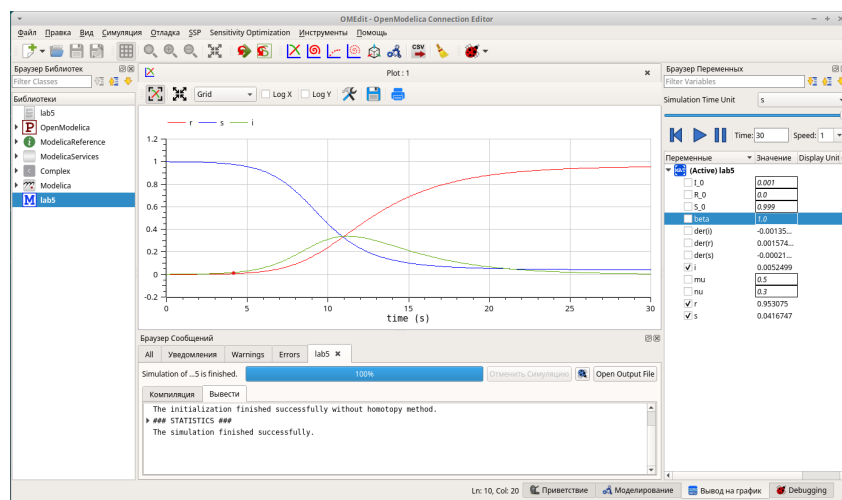 OMEdit - OpenModelica Connection Editor
Файл Правка Вид Симуляция Отладка SSP Sensitivity Optimization Инструменты Помощь
CSV
Браузер Библиотек
Filter Classes
Библиотеки
lab5
P OpenModelica
ModelicaReference
ModelicaServices
Complex
Modelica
M lab5
Plot : 1
Grid Log X Log Y
r s i
1.2
1
0.8
0.6
0.4
0.2
0
-0.2
0 5 10 15 20 25 30
time (s)
Браузер Сообщений
All Уведомления Warnings Errors lab5
Simulation of ...5 is finished. 100% Отменить Симуляцию Open Output File
Компиляция Вывести
The initialization finished successfully without homotopy method.
### STATISTICS ###
The simulation finished successfully.
Браузер Переменных
Filter Variables
Simulation Time Unit s
Time: 30 Speed: 1
Переменные Значение Display Unit
(Active) lab5
I_0 0.001
R_0 0.0
S_0 0.999
beta 1.0
der(i) -0.00135...
der(r) 0.001574...
der(s) -0.00021...
i 0.0052499
mu 0.5
nu 0.3
r 0.953075
s 0.0416747
Ln: 10, Col: 20 Приветствие Моделирование Вывод на график Debugging